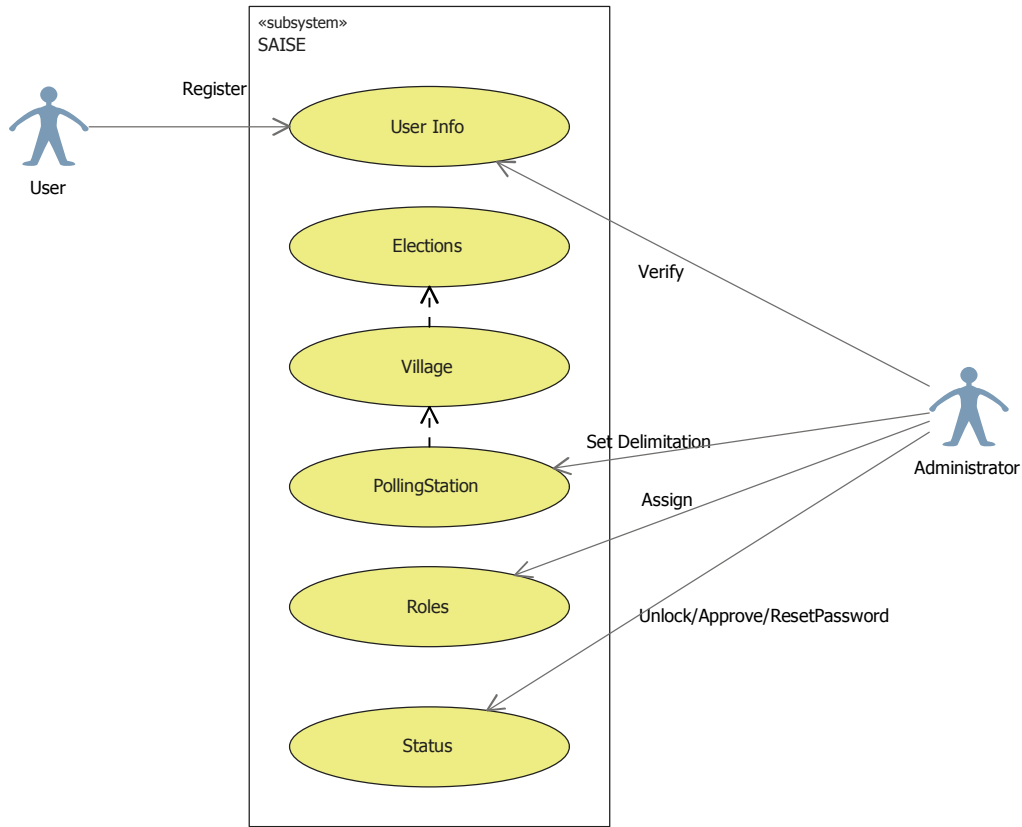 «subsystem»
SAISE
Register
User Info
User
Elections
Verify
Village
Set Delimitation
Administrator
PollingStation
Assign
Roles
Unlock/Approve/ResetPassword
Status